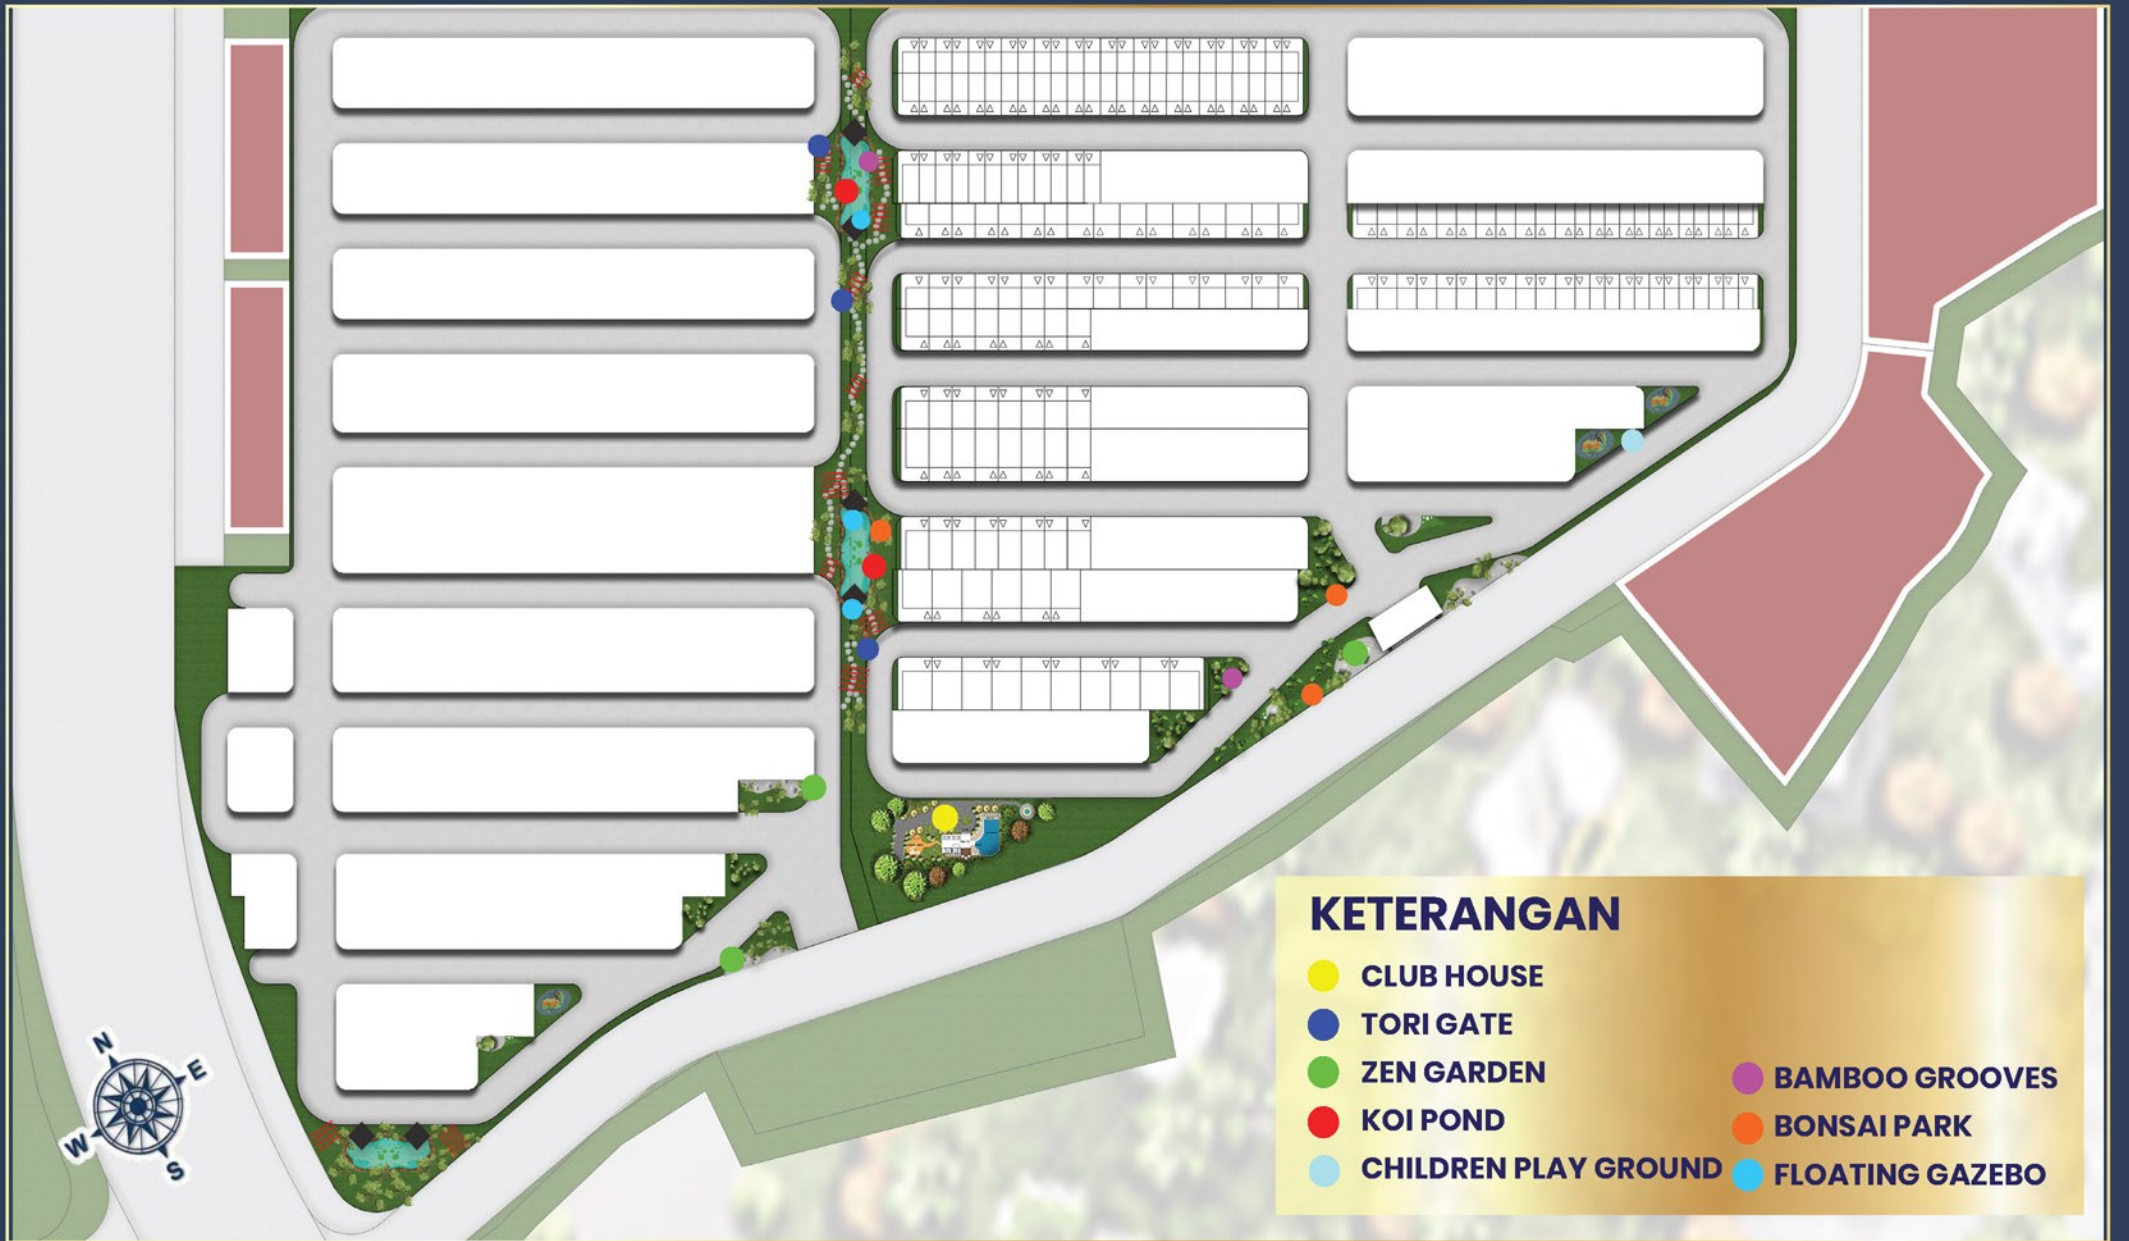 N
E
W
S
KETERANGAN
CLUB HOUSE
TORI GATE
ZEN GARDEN
KOI POND
CHILDREN PLAY GROUND
BAMBOO GROOVES
BONSAI PARK
FLOATING GAZEBO